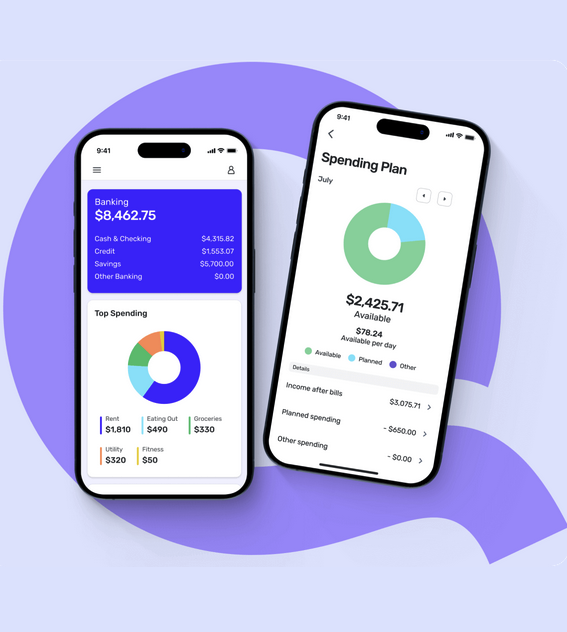 9:41
Banking
$8,462.75
Cash & Checking $4,315.82
Credit $1,553.07
Savings $5,700.00
Other Banking $0.00
Top Spending
Rent Eating Out Groceries
$1,810 $490 $330
Utility Fitness
$320 $50
9:41
Spending Plan
July
$2,425.71
Available
$78.24
Available per day
Available Planned Other
Details
Income after bills $3,075.71
Planned spending - $650.00
Other spending - $0.00